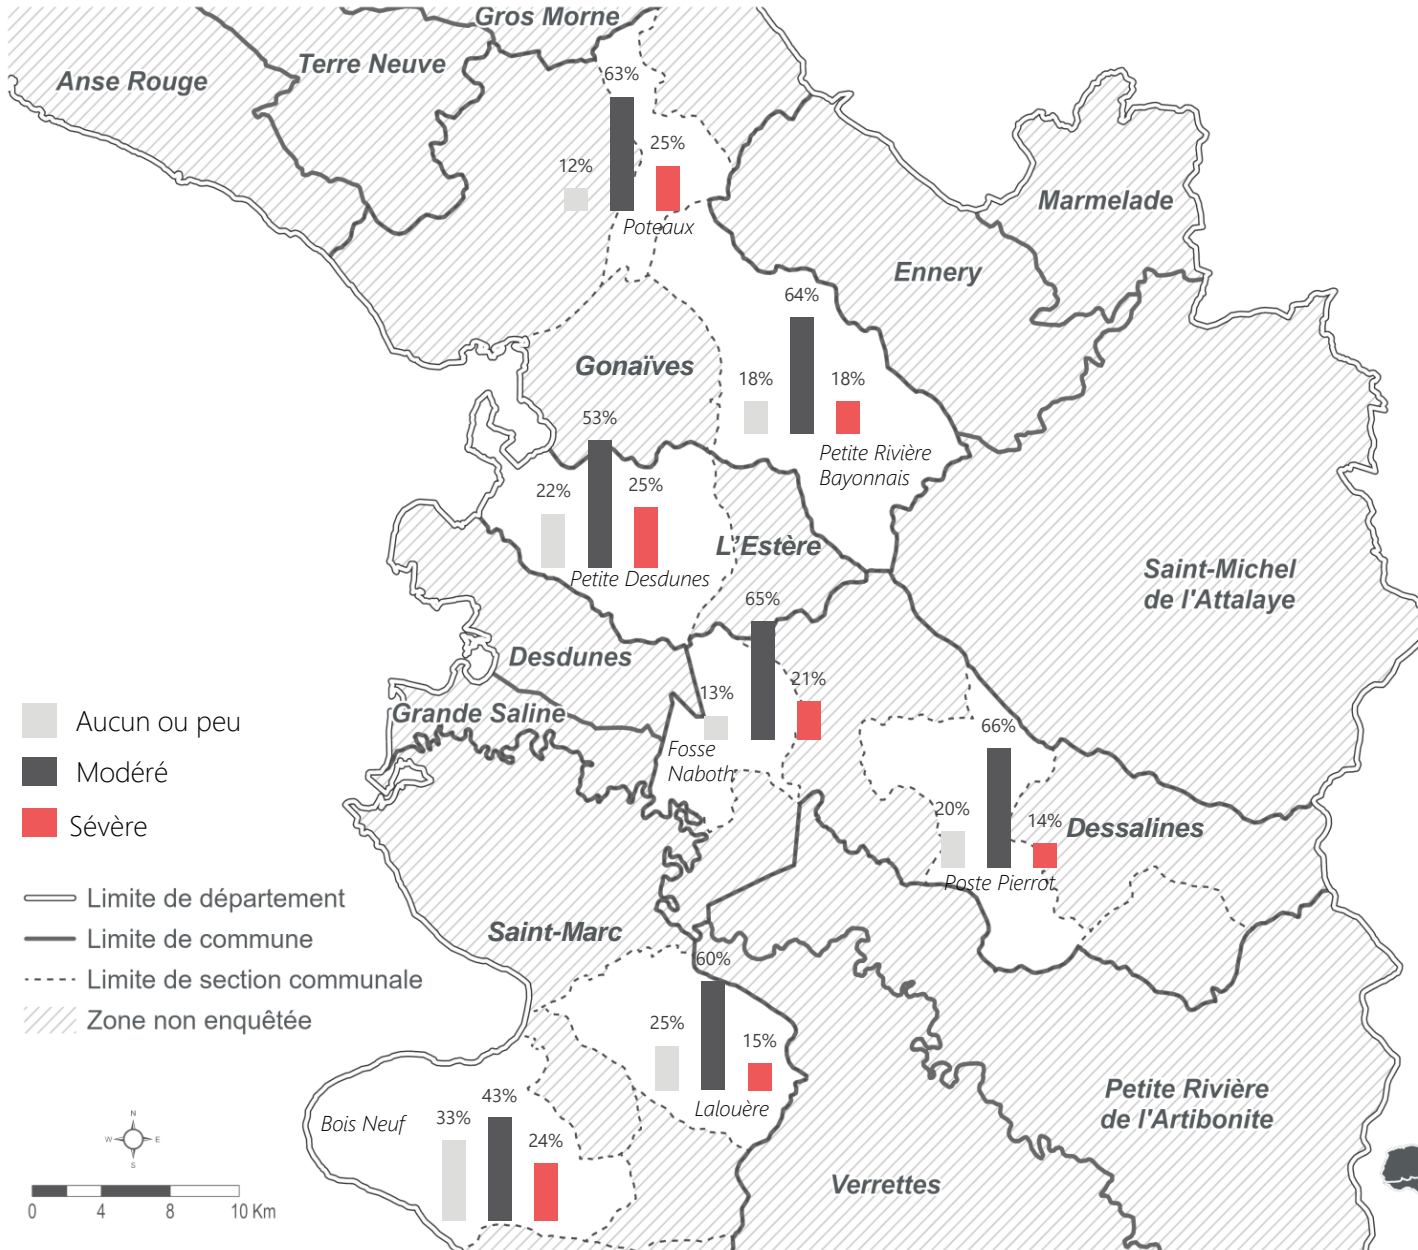 Gros Morne
Terre Neuve
Anse Rouge
63%
12%
25%
Poteaux
Marmelade
Ennery
64%
18%
18%
Petite Rivière
Bayonnais
Gonaïves
53%
22%
25%
Petite Desdunes
L'Estère
Saint-Michel
de l'Attalaye
65%
13%
21%
Fosse
Naboth
Desdunes
Grande Saline
66%
20%
14%
Dessalines
Poste Pierrot
Aucun ou peu
Modéré
Sévère
Limite de département
Limite de commune
Limite de section communale
Zone non enquêtée
Saint-Marc
60%
25%
15%
Lalouère
Petite Rivière
de l'Artibonite
Bois Neuf
33%
43%
24%
Verrettes
N
W E
S
0 4 8 10 Km